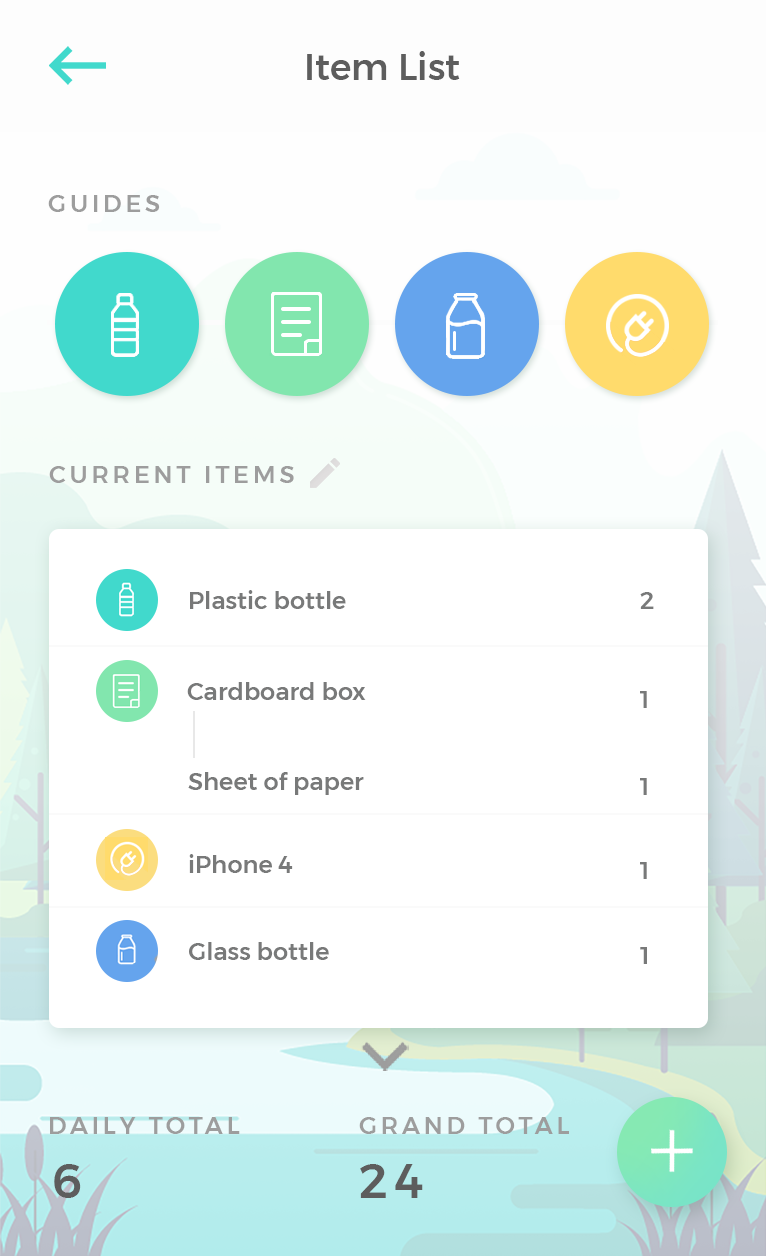 Item List
GUIDES
CURRENT ITEMS
Plastic bottle 2
Cardboard box 1
Sheet of paper 1
iPhone 4 1
Glass bottle 1
DAILY TOTAL GRAND TOTAL
6 24